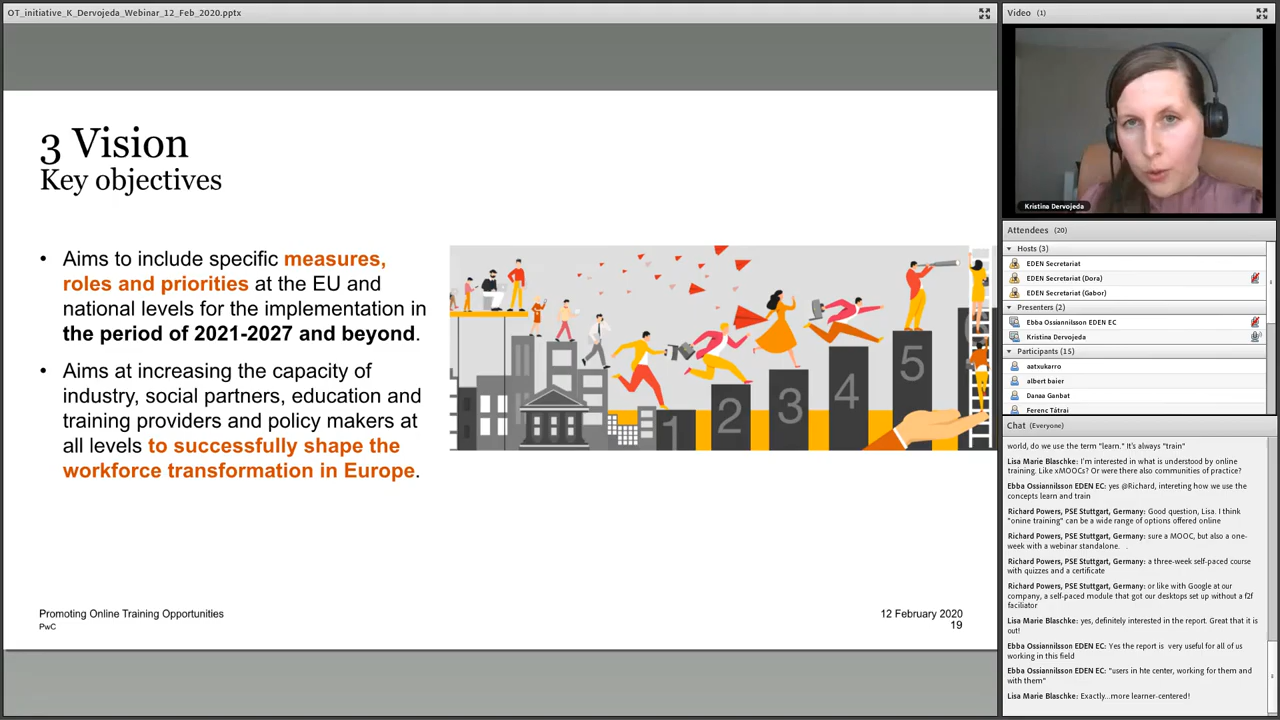 OT_initiative_K_Dervojeda_Webinar_12_Feb_2020.pptx
3 Vision
Key objectives
• Aims to include specific measures,
roles and priorities at the EU and
national levels for the implementation in
the period of 2021-2027 and beyond.
• Aims at increasing the capacity of
industry, social partners, education and
training providers and policy makers at
all levels to successfully shape the
workforce transformation in Europe.
1
2
3
4
5
Promoting Online Training Opportunities
PwC
12 February 2020
19
Video (1)
Kristina Dervojeda
Attendees (20)
Hosts (3)
EDEN Secretariat
EDEN Secretariat (Dora)
EDEN Secretariat (Gabor)
Presenters (2)
Ebba Ossiannilsson EDEN EC
Kristina Dervojeda
Participants (15)
aatxukarro
albert baier
Danaa Ganbat
Ferenc Tátrai
Chat (Everyone)
world, do we use the term "learn." It's always "train"
Lisa Marie Blaschke: I'm interested in what is understood by online
training. Like xMOOCs? Or were there also communities of practice?
Ebba Ossiannilsson EDEN EC: yes @Richard, intereting how we use the
concepts learn and train
Richard Powers, PSE Stuttgart, Germany: Good question, Lisa. I think
"onine training" can be a wide range of options offered online
Richard Powers, PSE Stuttgart, Germany: sure a MOOC, but also a one-
week with a webinar standalone. .
Richard Powers, PSE Stuttgart, Germany: a three-week self-paced course
with quizzes and a certificate
Richard Powers, PSE Stuttgart, Germany: or like with Google at our
company, a self-paced module that got our desktops set up without a f2f
faciliator
Lisa Marie Blaschke: yes, definitely interested in the report. Great that it is
out!
Ebba Ossiannilsson EDEN EC: Yes the report is very useful for all of us
working in this field
Ebba Ossiannilsson EDEN EC: "users in hte center, working for them and
with them"
Lisa Marie Blaschke: Exactly...more learner-centered!